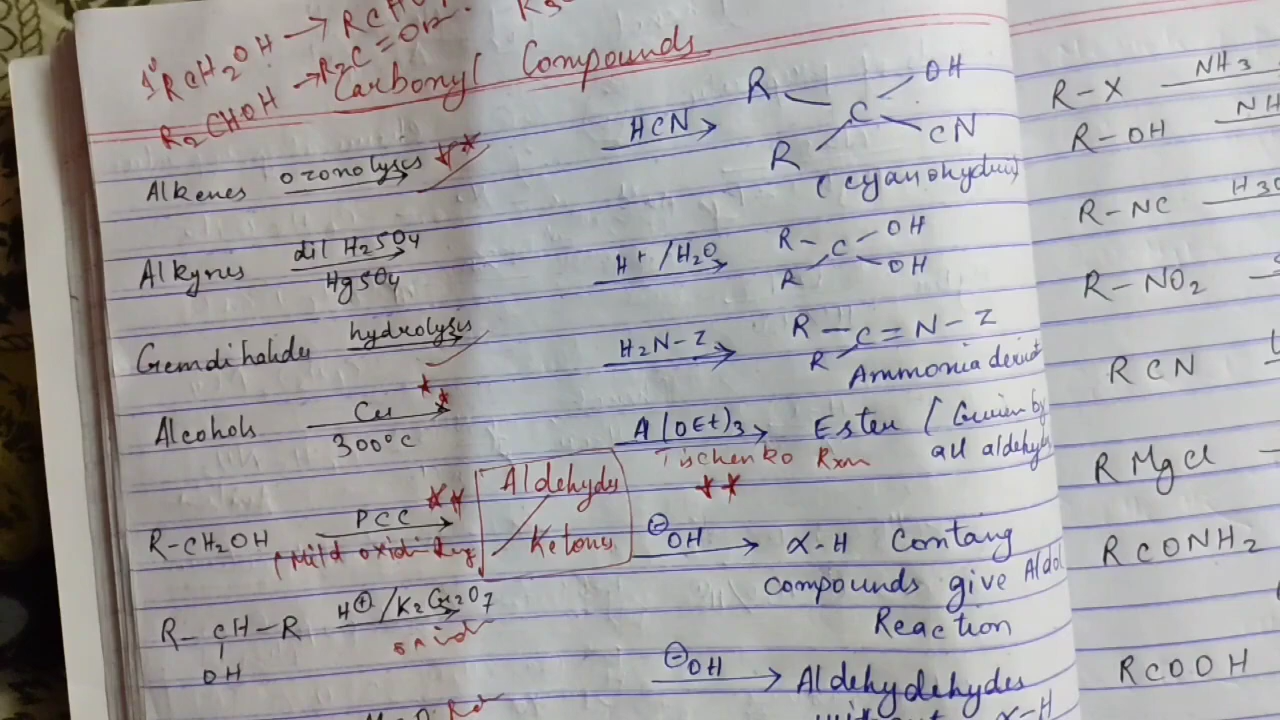 1° RCH2OH →
R2CHOH → R2C=O
Carbonyl Compounds
Alkenes ozonolysis →
HCN →
R
R
C
OH
CN
(cyanohydrin)
Alkynes dil H2SO4 →
HgSO4
H+/H2O →
R-C-OH
R
OH
Gemdihalides hydrolysis →
H2N-Z →
R-C=N-Z
R
Ammonia
Alcohols Cu →
300°C
Al(OEt)3 → Ester (Given by
all aldehydes
Tischenko Rxn
Aldehydes
Ketones
R-CH2OH PCC →
(Mild oxidi
⊖OH → α-H Containg
compounds give Aldol
Reaction
R-CH-R H⊕/K2Cr2O7 →
OH
⊖OH → Aldehydehydes
α-H
R-X NH3
R-OH NH
R-NC H3O
R-NO2
RCN
RMgCl
RCONH2
RCOOH